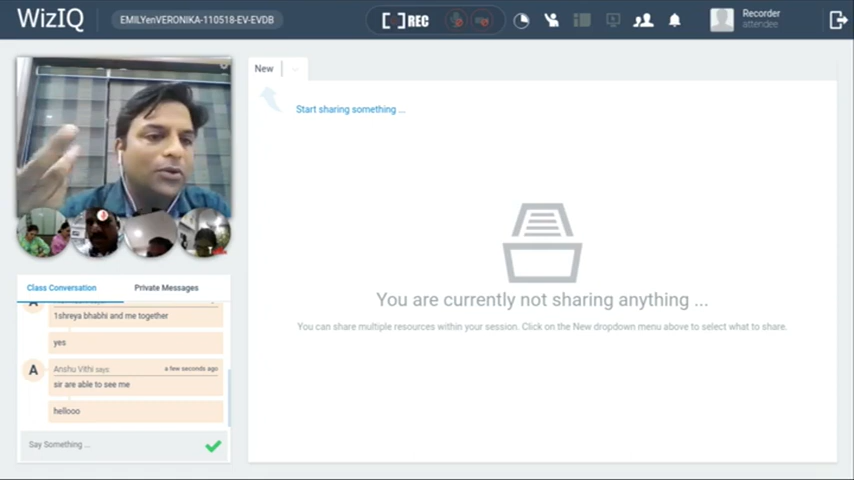 WizIQ
EMILYenVERONIKA-110518-EV-EVDB
REC
Recorder
attendee
New
Start sharing something ...
You are currently not sharing anything ...
You can share multiple resources within your session. Click on the New dropdown menu above to select what to share.
Class Conversation
Private Messages
A
1shreya bhabhi and me together
yes
A
Anshu Vithi says
a few seconds ago
sir are able to see me
hellooo
Say Something ...